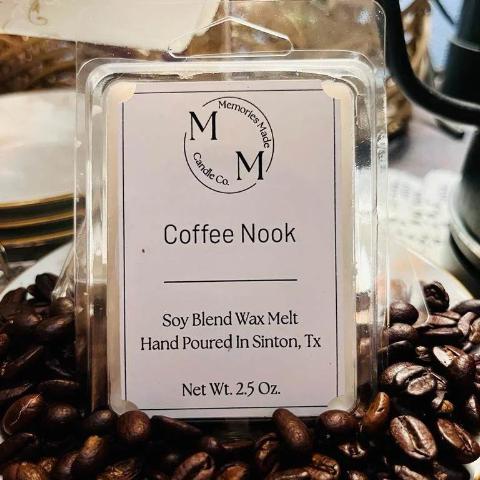 Memories Made
M
M
Candle Co.
Coffee Nook
Soy Blend Wax Melt
Hand Poured In Sinton, Tx
Net Wt. 2.5 Oz.